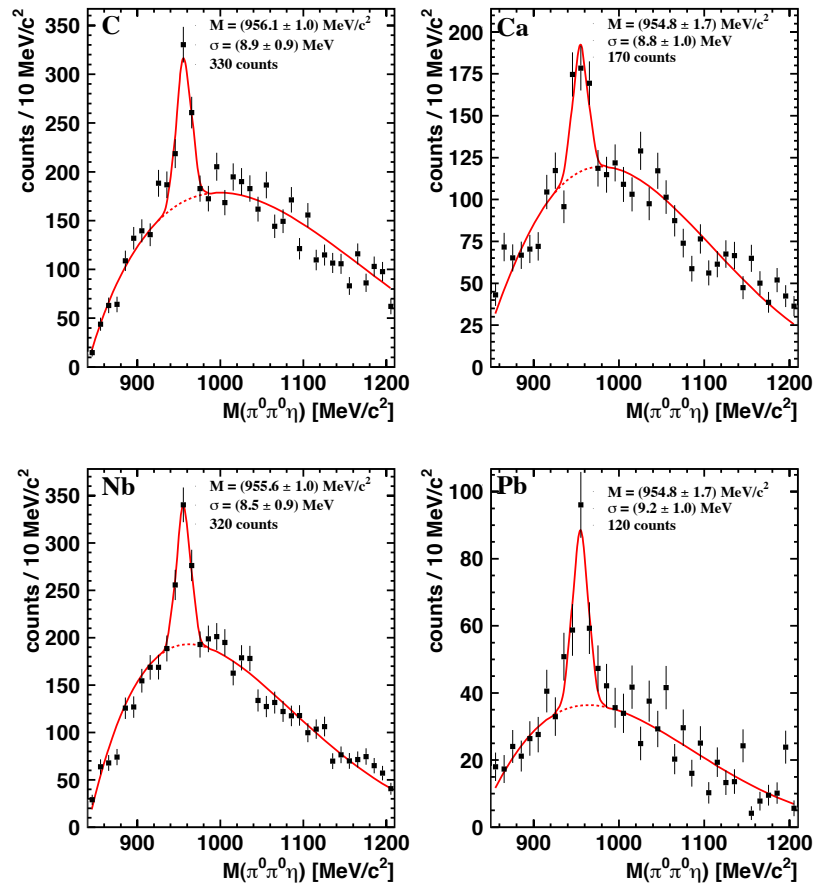 C
M = (956.1 ± 1.0) MeV/c²
σ = (8.9 ± 0.9) MeV
330 counts
counts / 10 MeV/c²
350
300
250
200
150
100
50
0
900 1000 1100 1200
M(π⁰π⁰η) [MeV/c²]
Ca
M = (954.8 ± 1.7) MeV/c²
σ = (8.8 ± 1.0) MeV
170 counts
counts / 10 MeV/c²
200
175
150
125
100
75
50
25
0
900 1000 1100 1200
M(π⁰π⁰η) [MeV/c²]
Nb
M = (955.6 ± 1.0) MeV/c²
σ = (8.5 ± 0.9) MeV
320 counts
counts / 10 MeV/c²
350
300
250
200
150
100
50
0
900 1000 1100 1200
M(π⁰π⁰η) [MeV/c²]
Pb
M = (954.8 ± 1.7) MeV/c²
σ = (9.2 ± 1.0) MeV
120 counts
counts / 10 MeV/c²
100
80
60
40
20
0
900 1000 1100 1200
M(π⁰π⁰η) [MeV/c²]